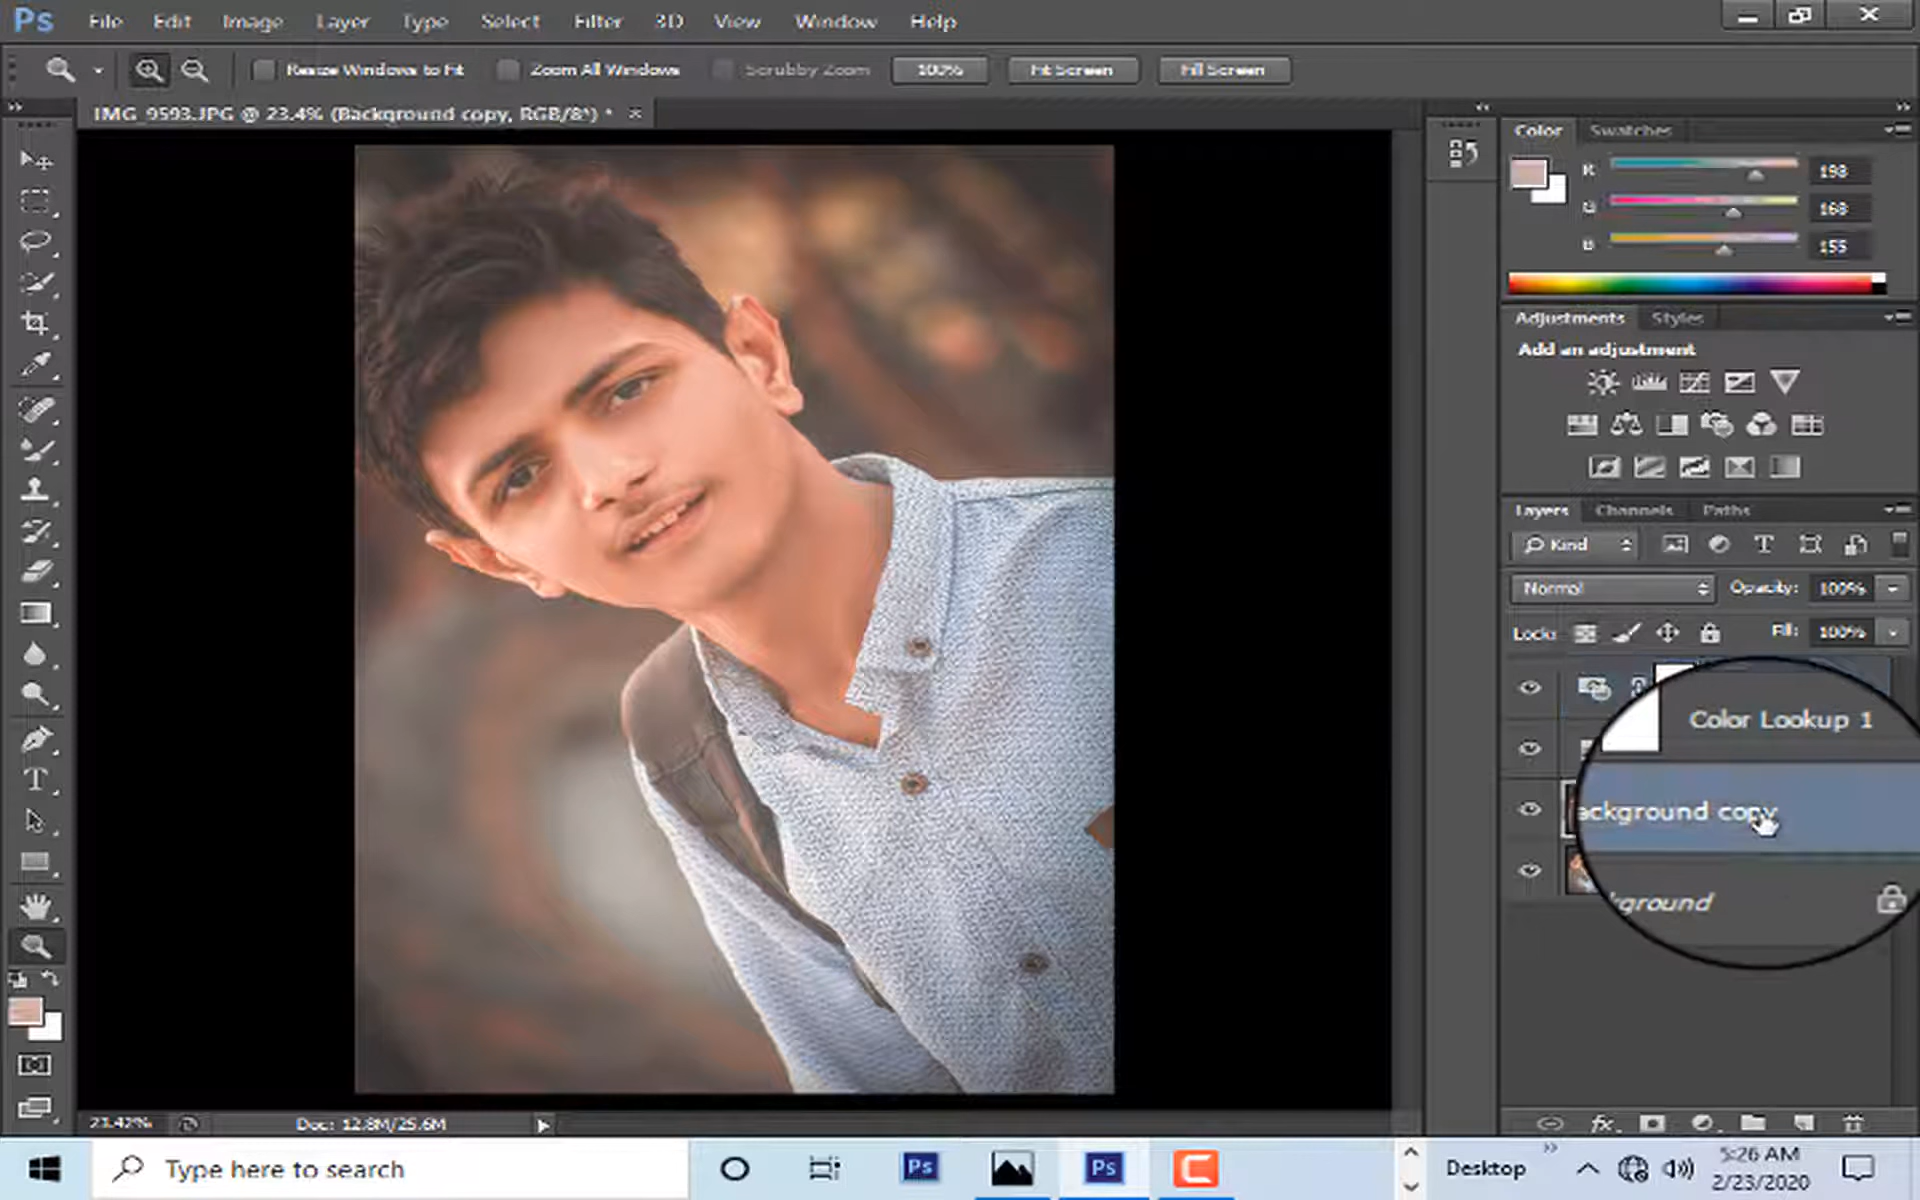 Ps File Edit Image Layer Type Select Filter 3D View Window Help
Resize Windows to Fit Zoom All Windows Scrubby Zoom 100% Fit Screen Fill Screen
IMG_9593.JPG @ 23.4% (Background copy, RGB/8*) * ×
Color Swatches
R 193
G 168
B 155
Adjustments Styles
Add an adjustment
Layers Channels Paths
Kind
Normal Opacity: 100%
Lock: Fill: 100%
Color Lookup 1
ackground copy
kground
23.42% Doc: 12.8M/25.6M
Type here to search
Ps
Ps
Desktop
5:26 AM
2/23/2020